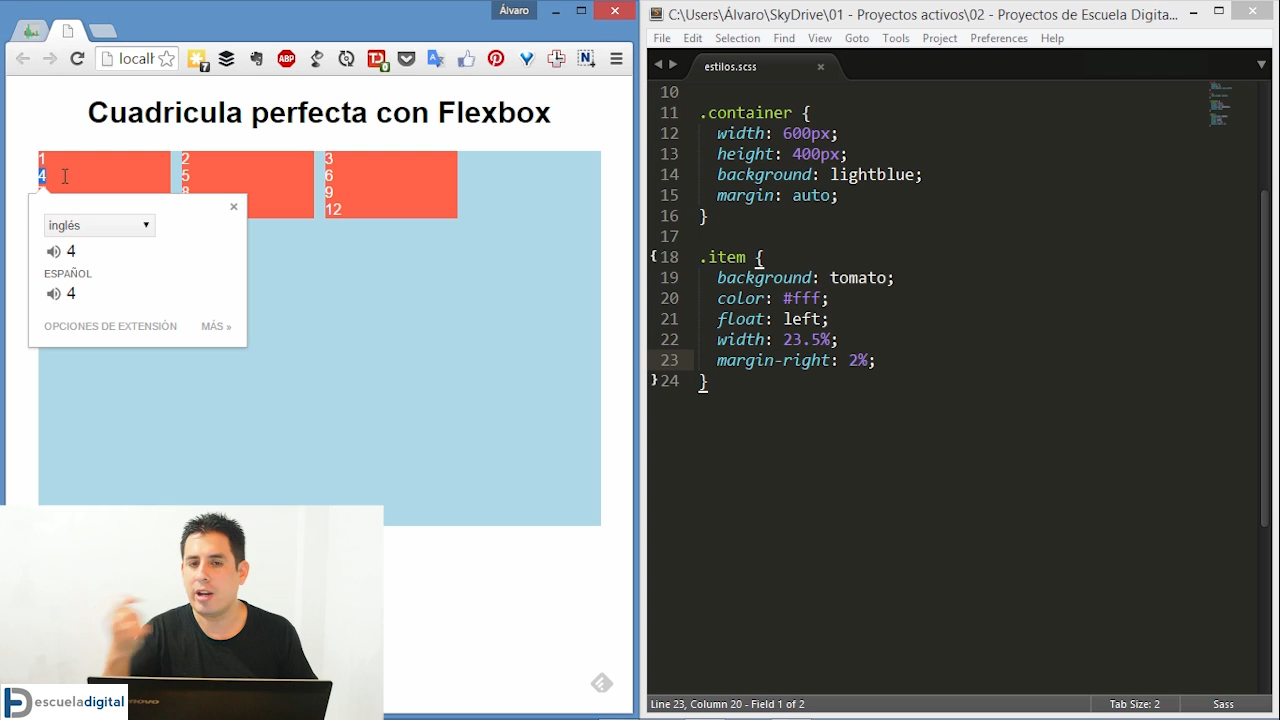 Álvaro
localh
7
ABP
0
N
Cuadricula perfecta con Flexbox
1 2 3
4 5 6
8 9
12
inglés
4
ESPAÑOL
4
OPCIONES DE EXTENSIÓN MÁS »
escueladigital
C:\Users\Álvaro\SkyDrive\01 - Proyectos activos\02 - Proyectos de Escuela Digita...
File Edit Selection Find View Goto Tools Project Preferences Help
estilos.scss
10
11 .container {
12 width: 600px;
13 height: 400px;
14 background: lightblue;
15 margin: auto;
16 }
17
18 .item {
19 background: tomato;
20 color: #fff;
21 float: left;
22 width: 23.5%;
23 margin-right: 2%;
24 }
Line 23, Column 20 - Field 1 of 2 Tab Size: 2 Sass